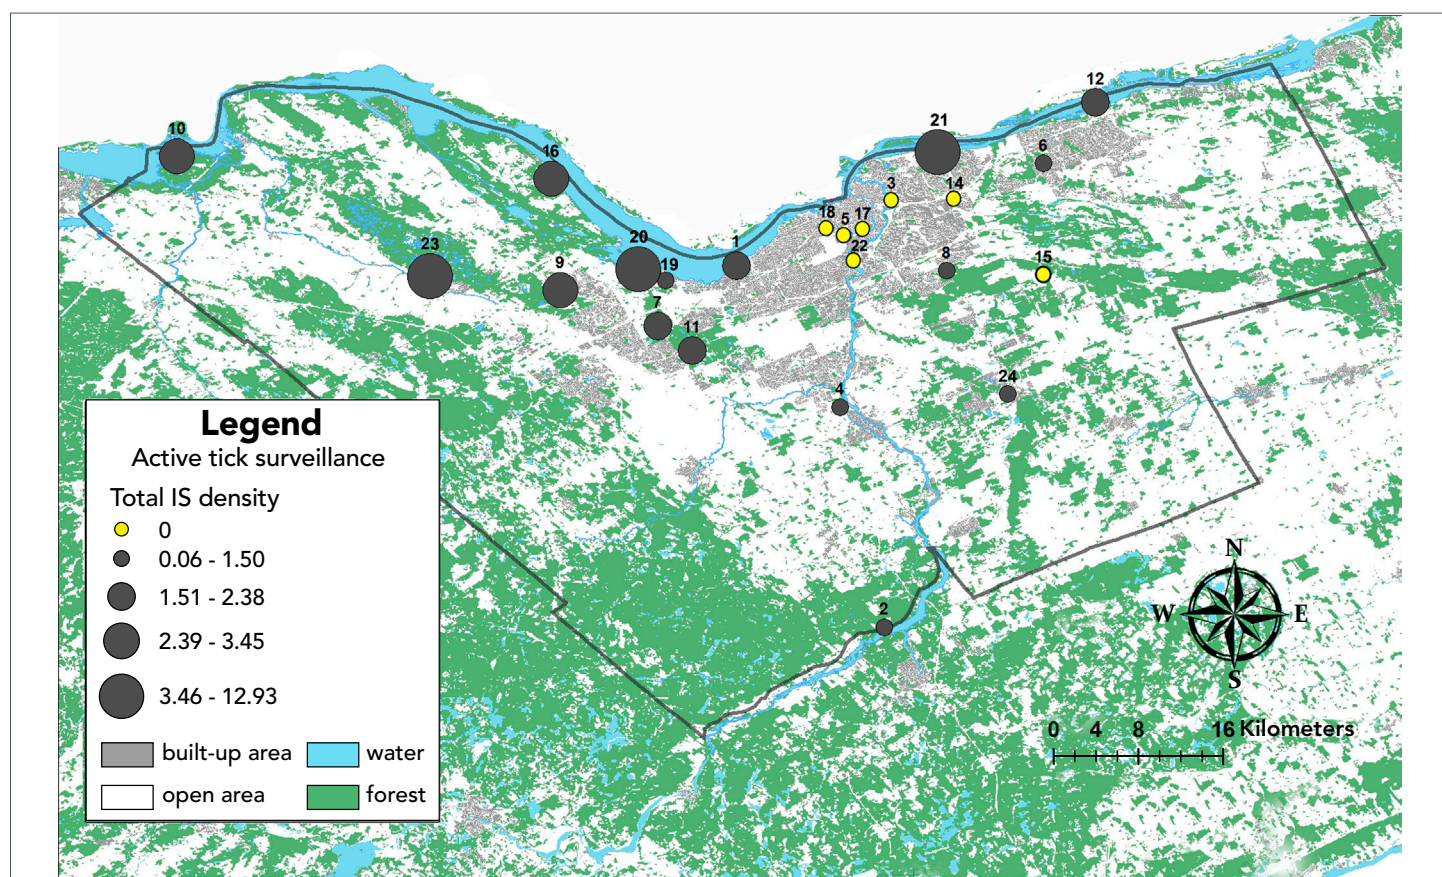 12
10
21
6
16
3
14
18
5
17
1
22
20
8
15
23
19
9
7
11
24
4
2
Legend
Active tick surveillance
Total IS density
0
0.06 - 1.50
1.51 - 2.38
2.39 - 3.45
3.46 - 12.93
built-up area
water
open area
forest
N
W
E
S
0 4 8 16 Kilometers